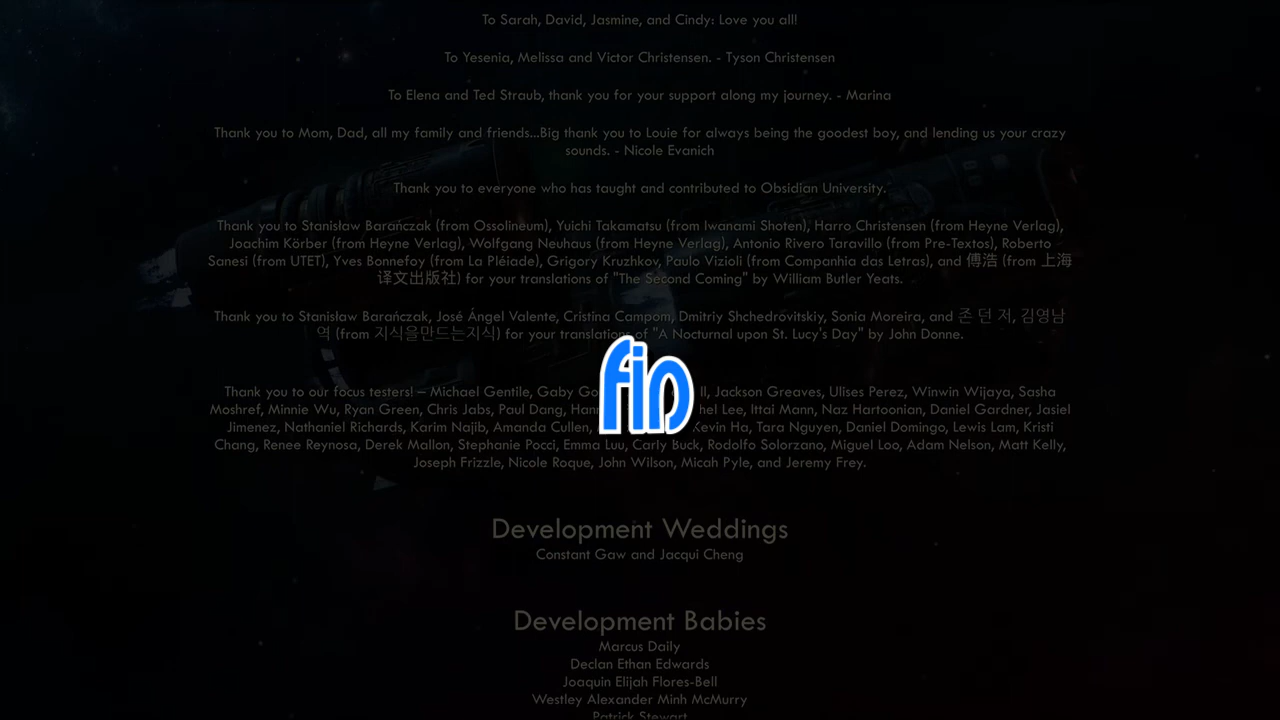 To Sarah, David, Jasmine, and Cindy: Love you all!
To Yesenia, Melissa and Victor Christensen. - Tyson Christensen
To Elena and Ted Straub, thank you for your support along my journey. - Marina
Thank you to Mom, Dad, all my family and friends...Big thank you to Louie for always being the goodest boy, and lending us your crazy
sounds. - Nicole Evanich
Thank you to everyone who has taught and contributed to Obsidian University.
Thank you to Stanisław Barańczak (from Ossolineum), Yuichi Takamatsu (from Iwanami Shoten), Harro Christensen (from Heyne Verlag),
Joachim Körber (from Heyne Verlag), Wolfgang Neuhaus (from Heyne Verlag), Antonio Rivero Taravillo (from Pre-Textos), Roberto
Sanesi (from UTET), Yves Bonnefoy (from La Pléiade), Grigory Kruzhkov, Paulo Vizioli (from Companhia das Letras), and 傅浩 (from 上海
译文出版社) for your translations of "The Second Coming" by William Butler Yeats.
Thank you to Stanisław Barańczak, José Ángel Valente, Cristina Campom, Dmitriy Shchedrovitskiy, Sonia Moreira, and 존 던 저, 김영남
역 (from 지식을만드는지식) for your translations of "A Nocturnal upon St. Lucy's Day" by John Donne.
fin
Thank you to our focus testers! – Michael Gentile, Gaby Jackson Greaves, Ulises Perez, Winwin Wijaya, Sasha
Moshref, Minnie Wu, Ryan Green, Chris Jabs, Paul Dang, Lee, Ittai Mann, Naz Hartoonian, Daniel Gardner, Jasiel
Jimenez, Nathaniel Richards, Karim Najib, Amanda Cullen, Kevin Ha, Tara Nguyen, Daniel Domingo, Lewis Lam, Kristi
Chang, Renee Reynosa, Derek Mallon, Stephanie Pocci, Emma Luu, Carly Buck, Rodolfo Solorzano, Miguel Loo, Adam Nelson, Matt Kelly,
Joseph Frizzle, Nicole Roque, John Wilson, Micah Pyle, and Jeremy Frey.
Development Weddings
Constant Gaw and Jacqui Cheng
Development Babies
Marcus Daily
Declan Ethan Edwards
Joaquin Elijah Flores-Bell
Westley Alexander Minh McMurry
Patrick Stewart